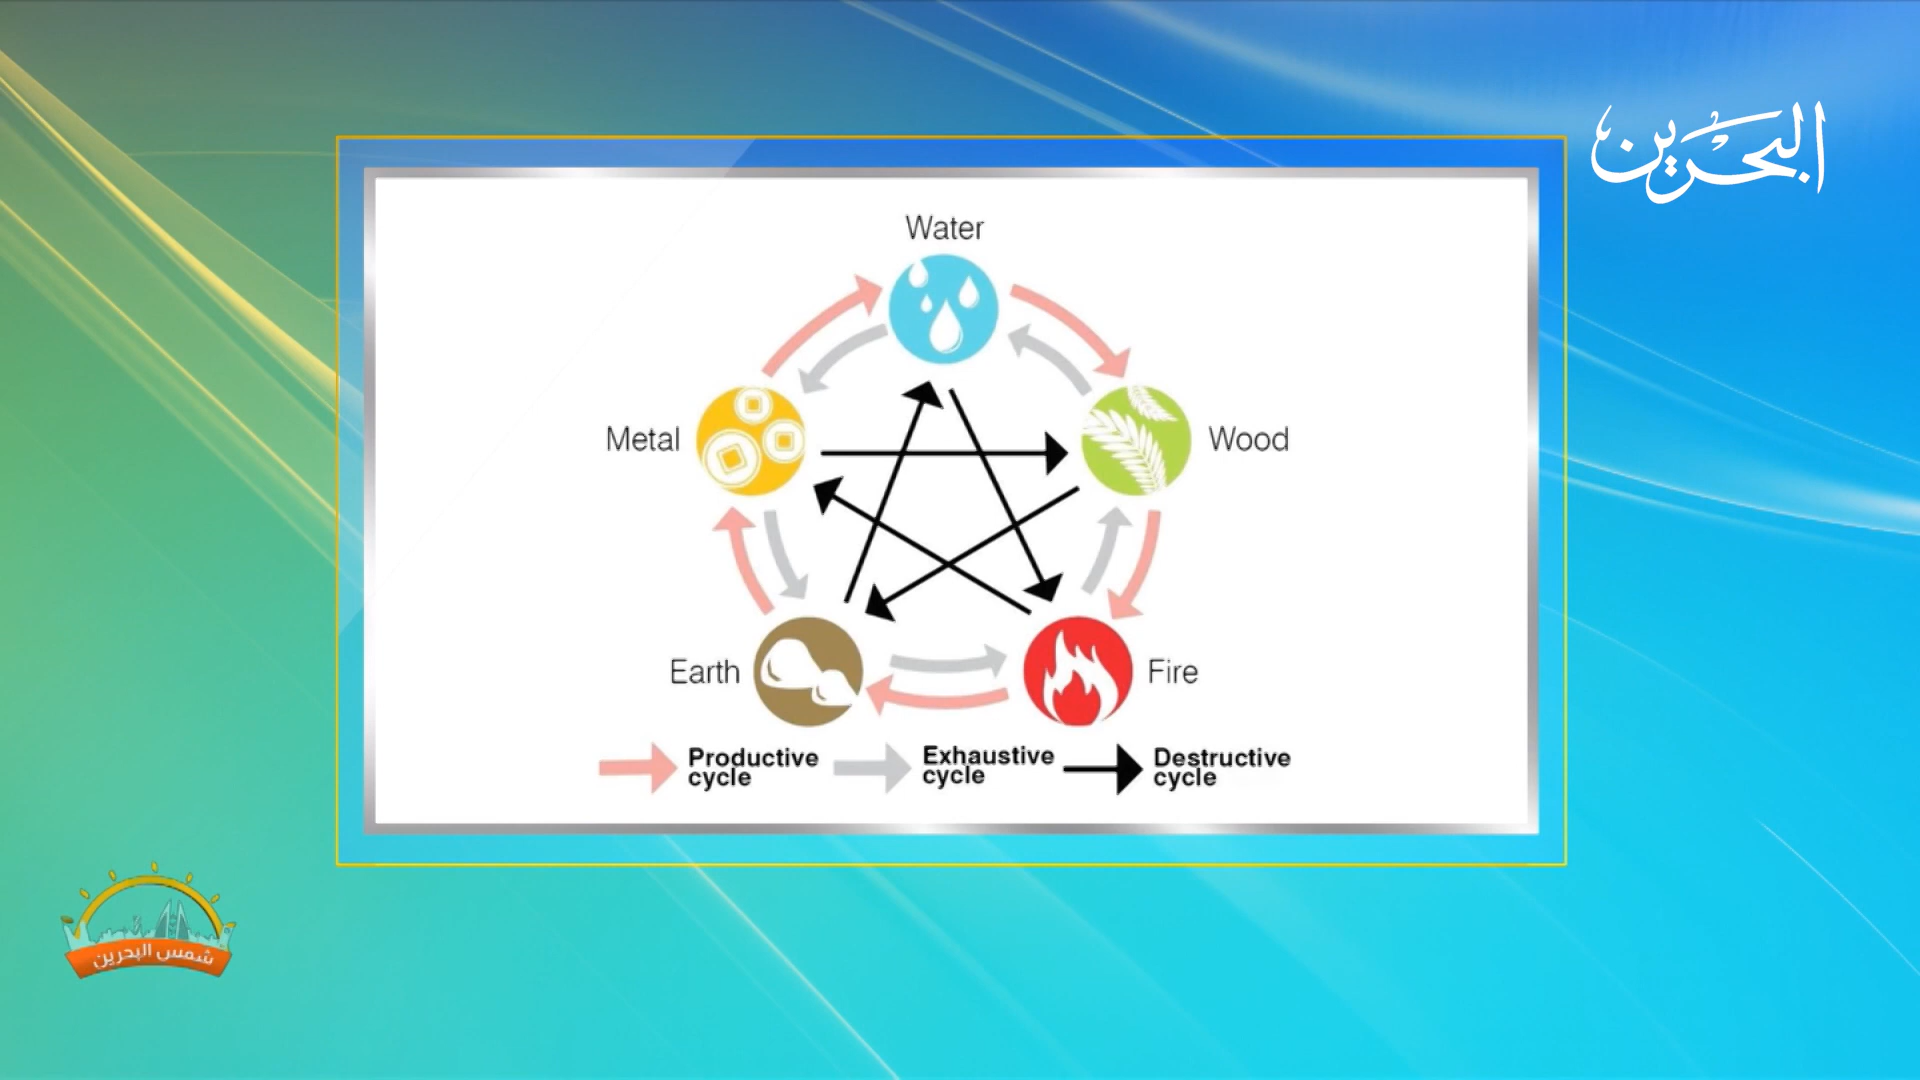 البحرين
Water
Metal
Wood
Earth
Fire
Productive cycle
Exhaustive cycle
Destructive cycle
شمس البحرين